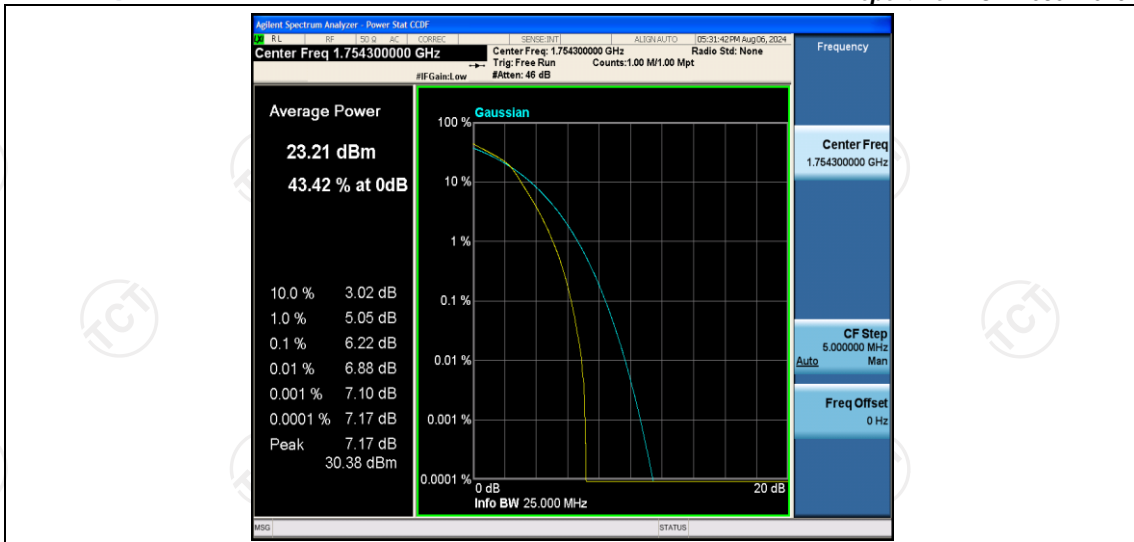 Agilent Spectrum Analyzer - Power Stat CCDF
RL RF 50 Ω AC CORREC SENSE:INT ALIGN AUTO 05:31:42PM Aug 06, 2024
Center Freq 1.754300000 GHz
Center Freq: 1.754300000 GHz Radio Std: None
Trig: Free Run Counts:1.00 M/1.00 Mpt
#IFGain:Low #Atten: 46 dB
Frequency
Average Power
23.21 dBm
43.42 % at 0dB
10.0 % 3.02 dB
1.0 % 5.05 dB
0.1 % 6.22 dB
0.01 % 6.88 dB
0.001 % 7.10 dB
0.0001 % 7.17 dB
Peak 7.17 dB
30.38 dBm
Gaussian
100 %
10 %
1 %
0.1 %
0.01 %
0.001 %
0.0001 %
0 dB 20 dB
Info BW 25.000 MHz
Center Freq
1.754300000 GHz
CF Step
5.000000 MHz
Auto Man
Freq Offset
0 Hz
MSG STATUS
TCT
TCT